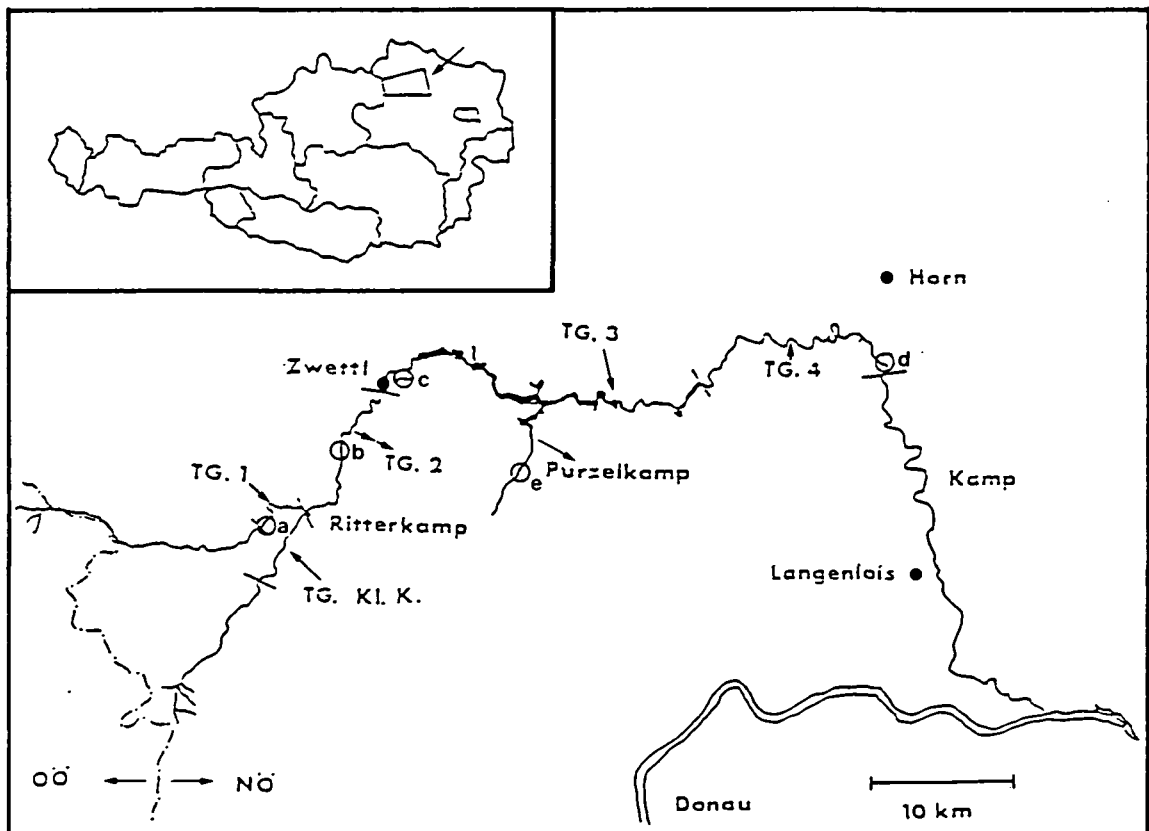 Horn
TG. 3
Zwettl
TG. 4
d
c
b
TG. 2
Purzelkamp
e
Kamp
TG. 1
a
Ritterkamp
Langenlois
TG. Kl. K.
OÖ
NÖ
Donau
10 km